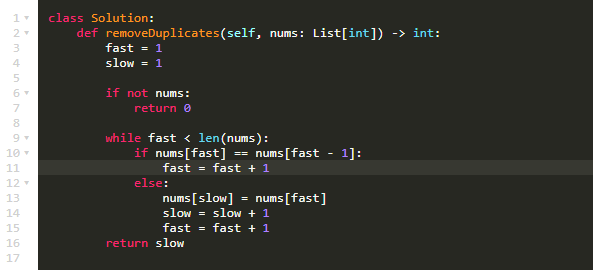 1 class Solution:
2     def removeDuplicates(self, nums: List[int]) -> int:
3         fast = 1
4         slow = 1
5
6         if not nums:
7             return 0
8
9         while fast < len(nums):
10             if nums[fast] == nums[fast - 1]:
11                 fast = fast + 1
12             else:
13                 nums[slow] = nums[fast]
14                 slow = slow + 1
15                 fast = fast + 1
16         return slow
17